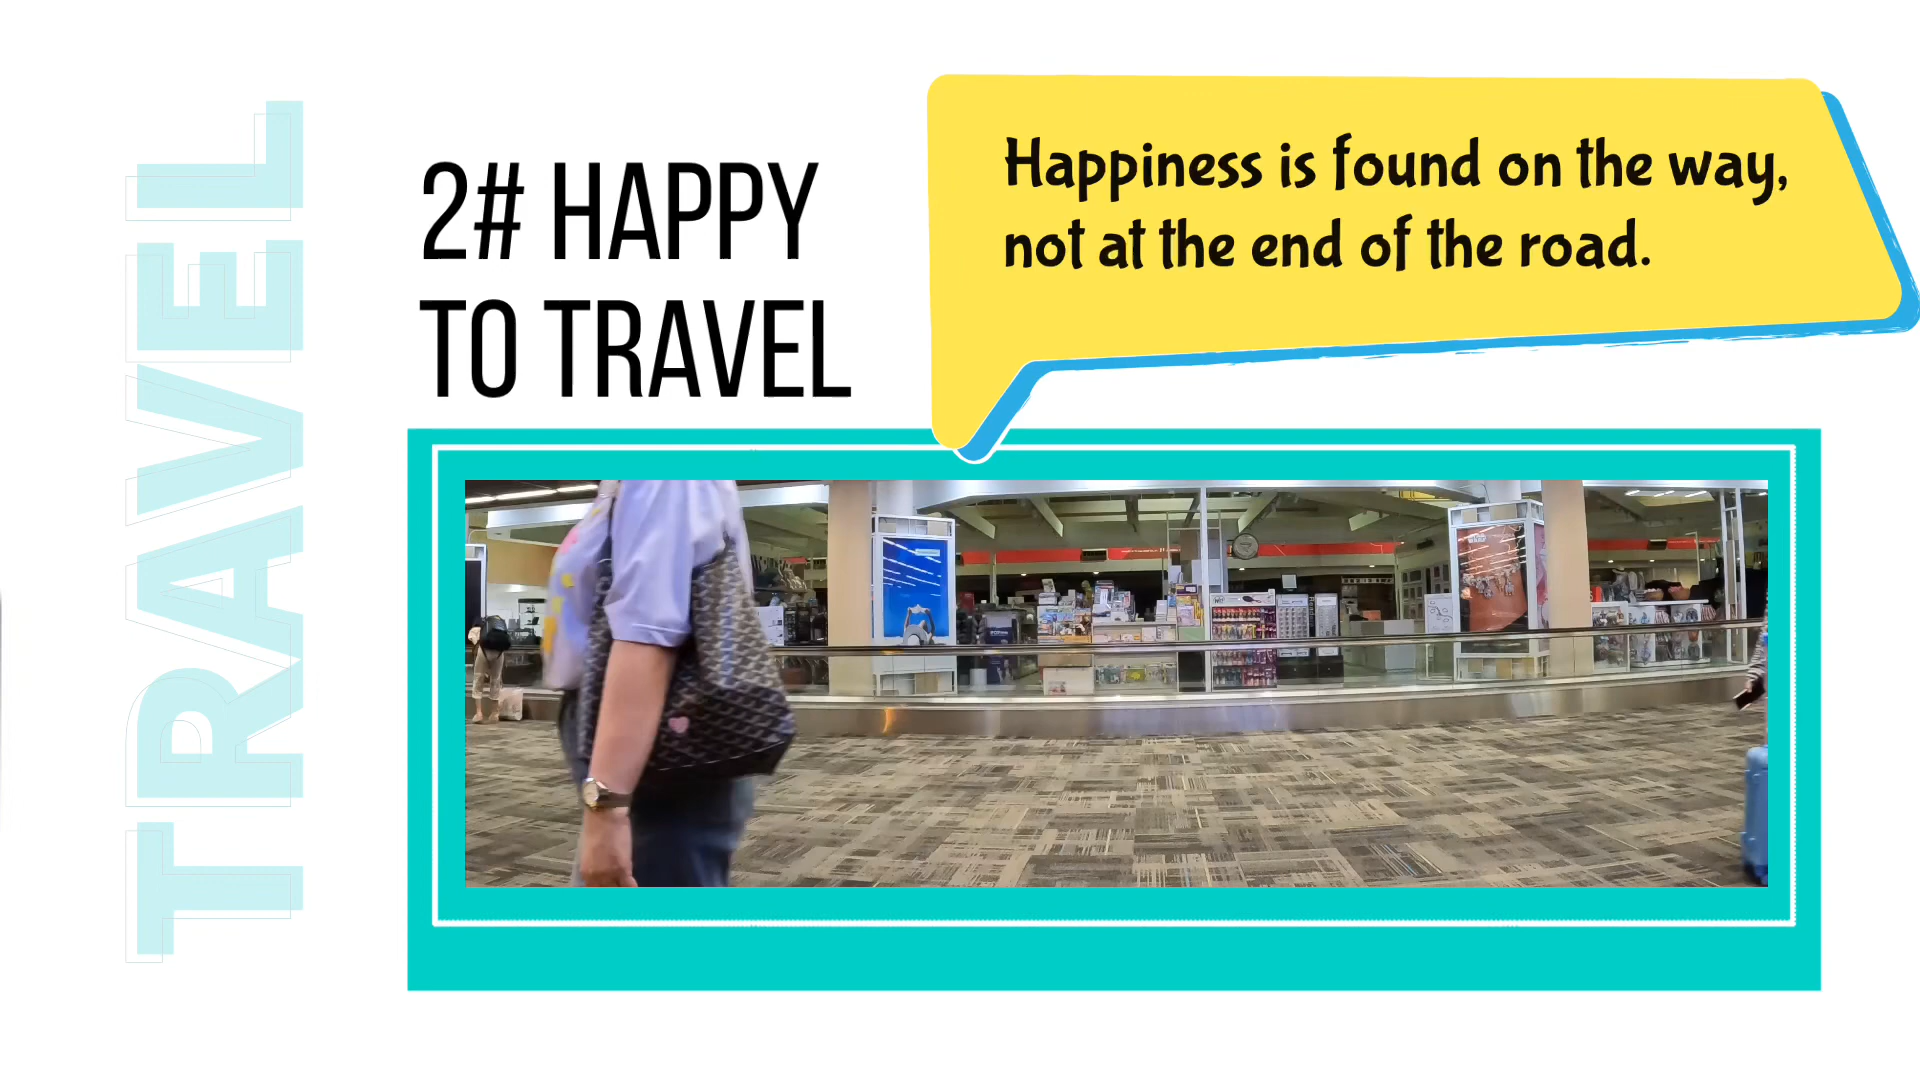 TRAVEL
2# HAPPY
TO TRAVEL
Happiness is found on the way,
not at the end of the road.